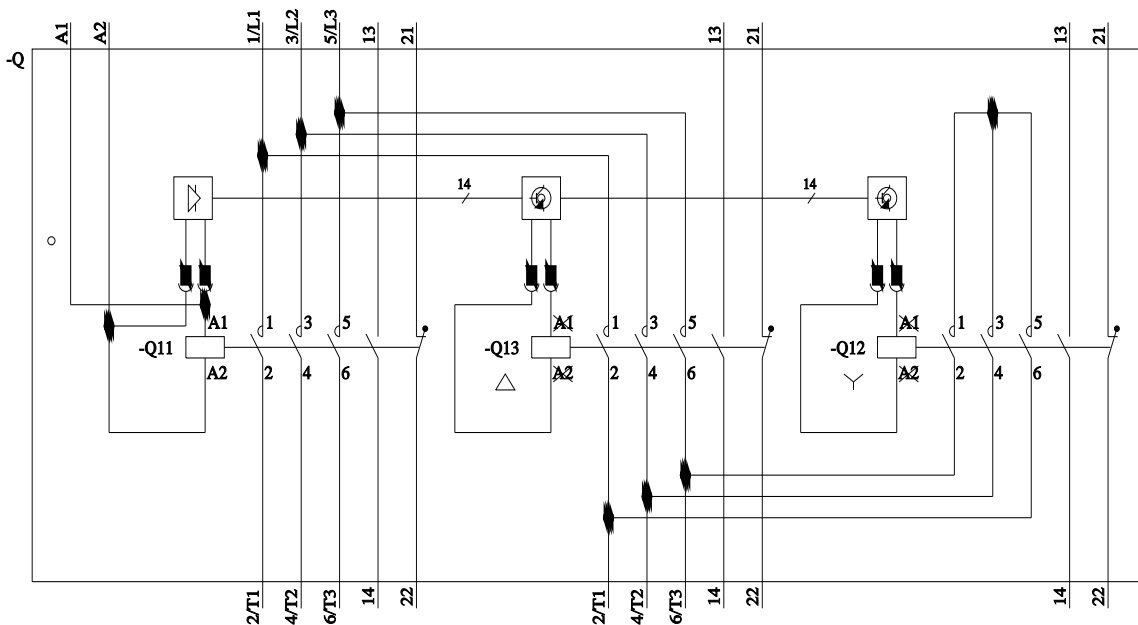 A1 A2 1/L1 3/L2 5/L3 13 21 13 21 13 21
-Q
14 14
A1 1 3 5 A1 1 3 5 A1 1 3 5
-Q11 -Q13 -Q12
A2 2 4 6 A2 2 4 6 A2 2 4 6
2/T1 4/T2 6/T3 14 22 2/T1 4/T2 6/T3 14 22 14 22